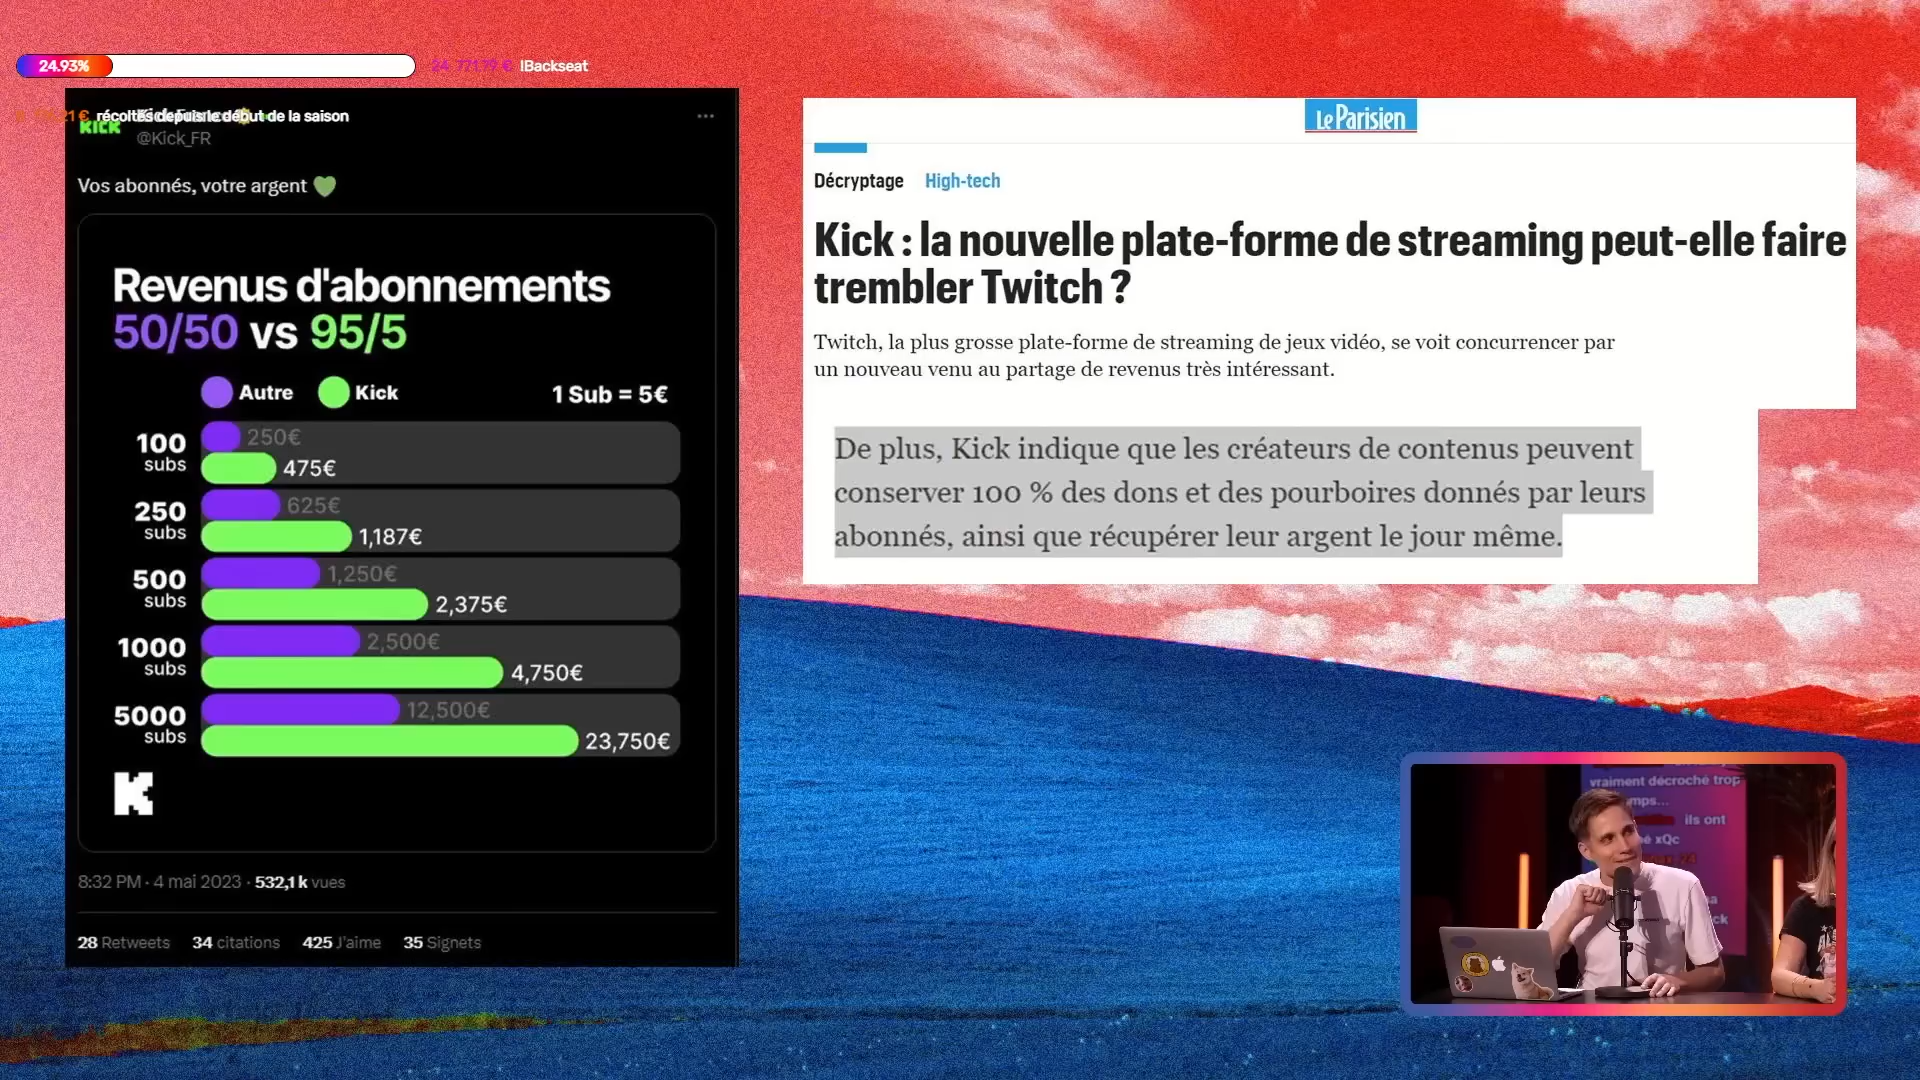 24.93%
!Backseat
récoltés depuis le début de la saison
KICK
@Kick_FR
Vos abonnés, votre argent
Revenus d'abonnements
50/50 vs 95/5
Autre Kick 1 Sub = 5€
100 subs 250€ 475€
250 subs 625€ 1,187€
500 subs 1,250€ 2,375€
1000 subs 2,500€ 4,750€
5000 subs 12,500€ 23,750€
K
8:32 PM · 4 mai 2023 · 532,1 k vues
28 Retweets 34 citations 425 J'aime 35 Signets
Le Parisien
Décryptage High-tech
Kick : la nouvelle plate-forme de streaming peut-elle faire
trembler Twitch ?
Twitch, la plus grosse plate-forme de streaming de jeux vidéo, se voit concurrencer par
un nouveau venu au partage de revenus très intéressant.
De plus, Kick indique que les créateurs de contenus peuvent
conserver 100 % des dons et des pourboires donnés par leurs
abonnés, ainsi que récupérer leur argent le jour même.
vraiment décroché trop
ils ont
xQc